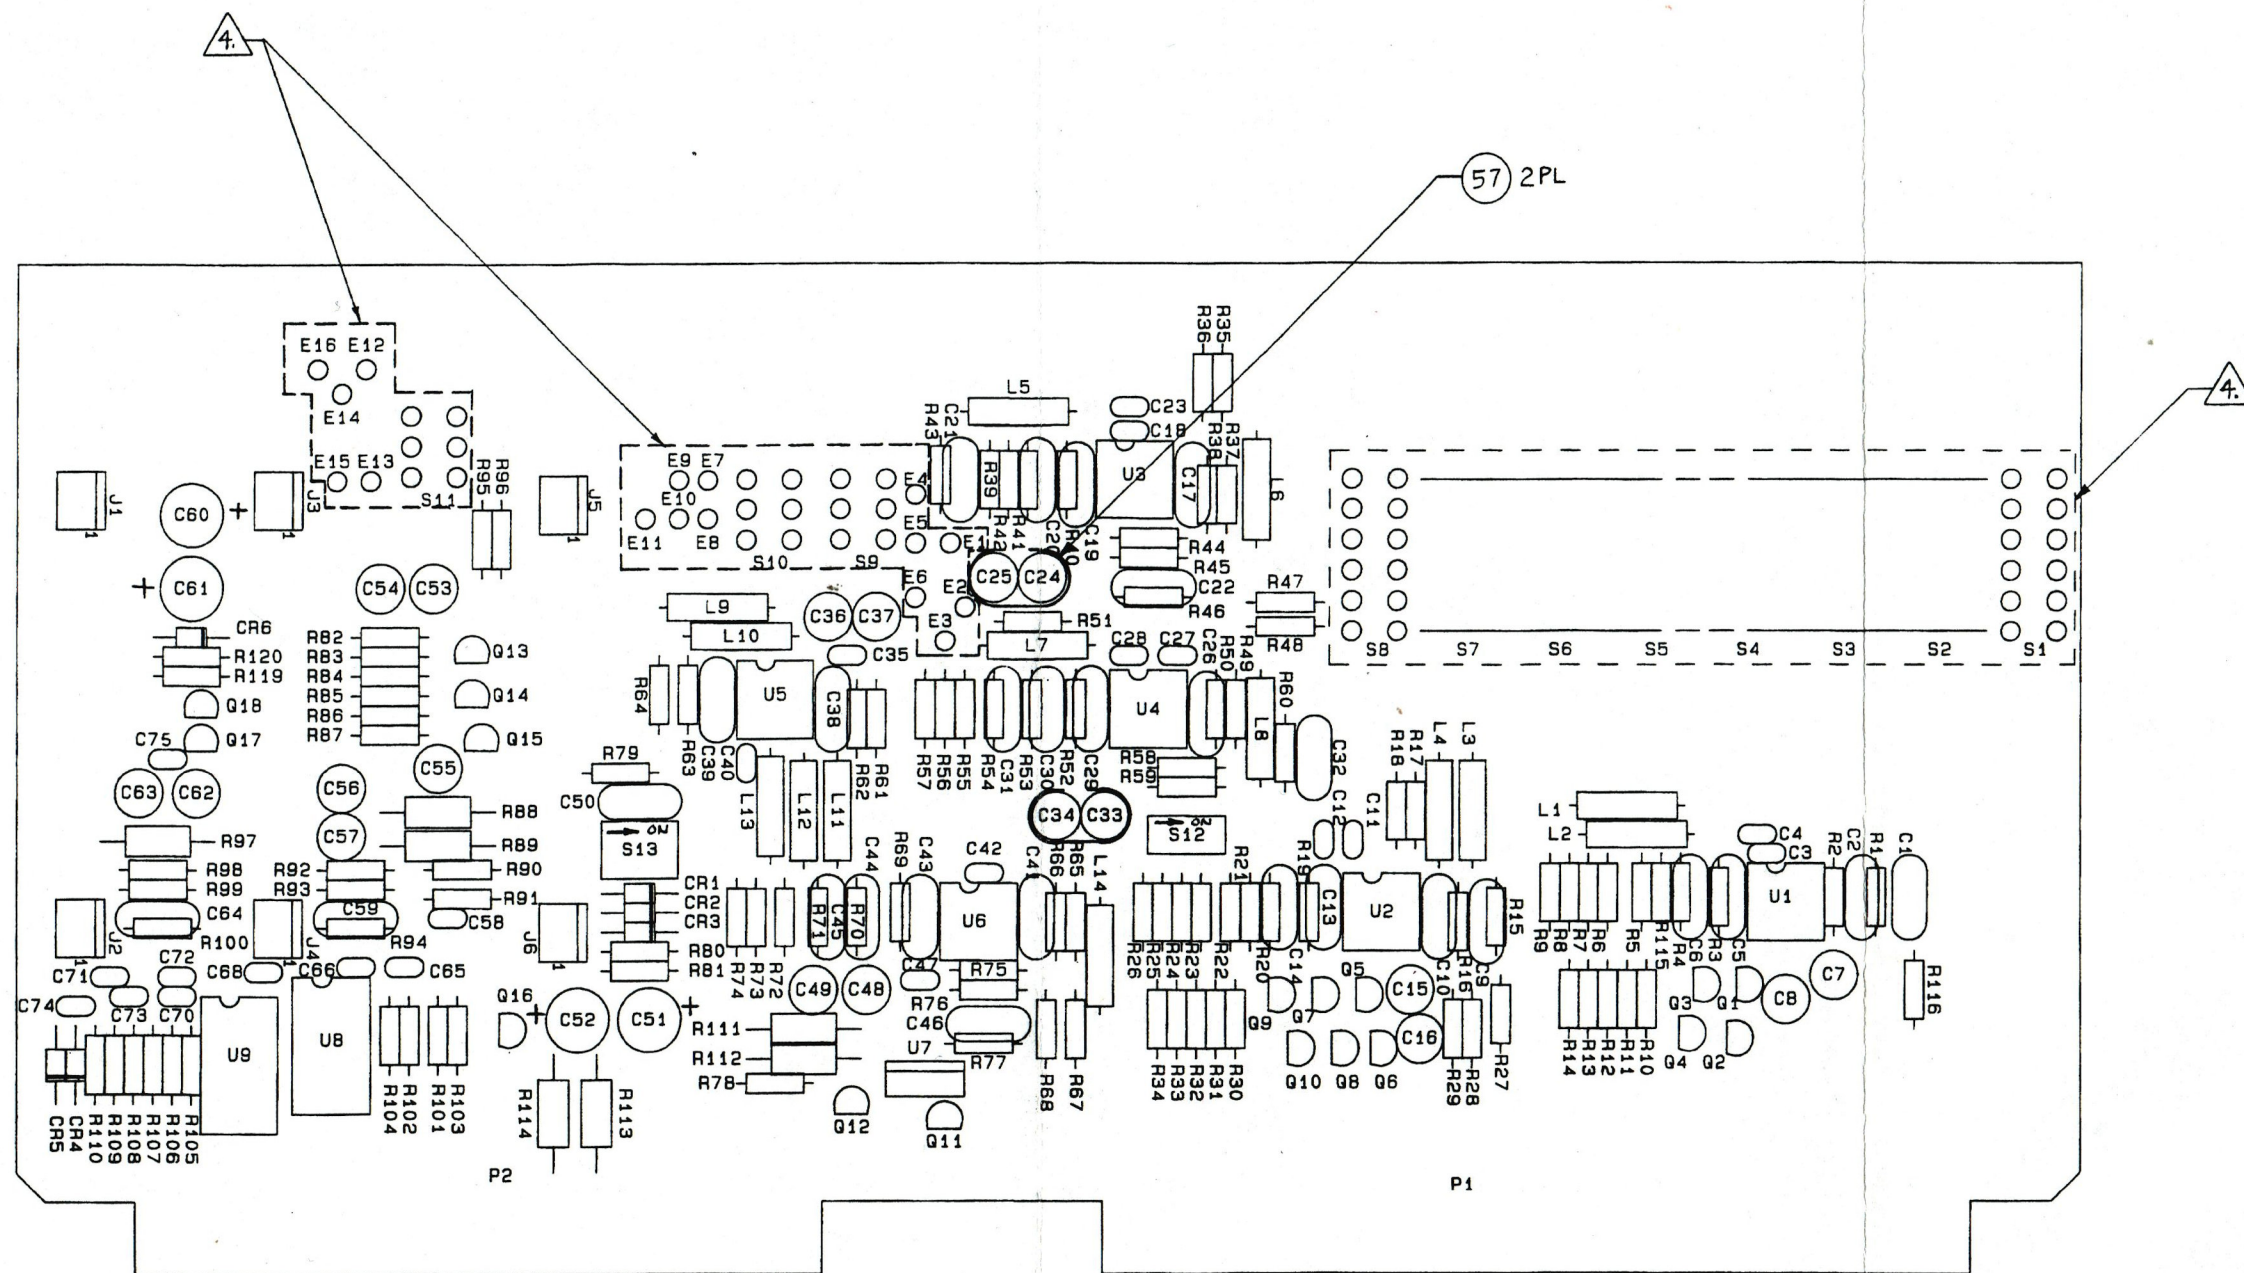 4.
57 2PL
4.
R36 R35
E16 E12
E14
E15 E13
S11
R95 R96
J1
1
C60 +
J3
1
J5
1
+ C61
C54 C53
CR6
R120
R119
Q18
Q17
C75
C63 C62
R82
R83
R84
R85
R86
R87
Q13
Q14
Q15
C55
C56
C57
R88
R89
R90
R91
R97
R98
R99
C64
R100
R92
R93
C59
R94
C58
J2
1
J4
1
J6
1
C71
C72
C68
C66
C65
C74
C73
C70
U9
U8
CR5 CR4 R110 R109 R108 R107 R106 R105
R104 R102 R101 R103
E9 E7
E10
E11 E8
S10 S9
E4
E5
E1
E6
E2
E3
R43 C21
L5
C23
C18
R39
U3
C17
R38 R37
L6
R42 R41 C20 R40 C19
C25 C24
R44
R45
C22
R46
R47
R48
R51
L7
C28 C27
C26 R50 R49
L9
L10
C36 C37
C35
R64
U5
C38
R63 C39 C40
R62 R61
U4
L8
R60
C32
R57 R56 R55 R54 C31 R53 C30 R52 C29
R58
R59
R79
C50
ON
S13
L13 L12 L11
C34 C33
ON
S12
C12 C11
R18 R17
L4 L3
S8 S7 S6 S5 S4 S3 S2 S1
L1
L2
C4
C3
R2 C2 R1 C1
U1
R9 R8 R7 R6 R5 R115 R4 C6 R3 C5
R14 R13 R12 R11 R10
Q3 Q1
Q4 Q2
C8
C7
R116
CR1
CR2
CR3
R80
R81
R74 R73 R72
R71 C45 R70 C44
R69 C43
C42
U6
C41 R66 R65 L14
C47
R75
R76
C49 C48
C46
R77
U7
R111
R112
R78
Q12
Q11
R68 R67
Q16
+ C52
C51 +
R114 R113
R21 R19
C13
U2
R15
R26 R25 R24 R23 R22 R20 C14
Q5
C15
C10 R16 C9
Q9 Q7
C16
Q10 Q8 Q6
R34 R33 R32 R31 R30
R29 R28 R27
P2
P1